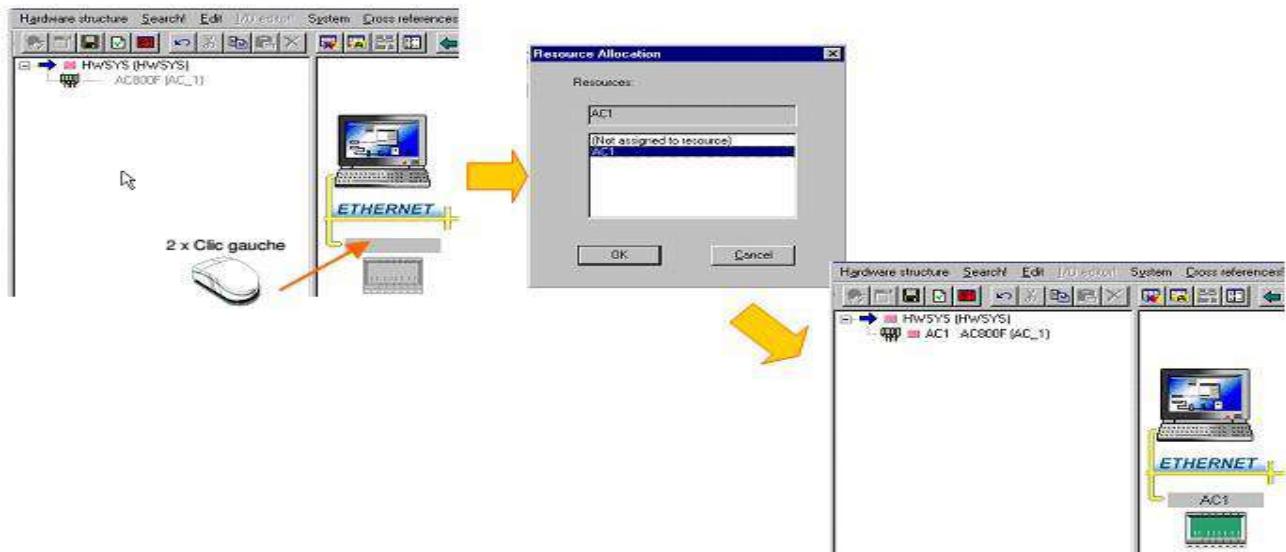 Hardware structure Search! Edit I/O editor System Cross references
HWSYS (HWSYS)
AC800F (AC_1)
ETHERNET
2 x Clic gauche
Resource Allocation
Resources:
AC1
(Not assigned to resource)
AC1
OK Cancel
Hardware structure Search! Edit I/O editor System Cross references!
HWSYS (HWSYS)
AC1 AC800F (AC_1)
ETHERNET
AC1